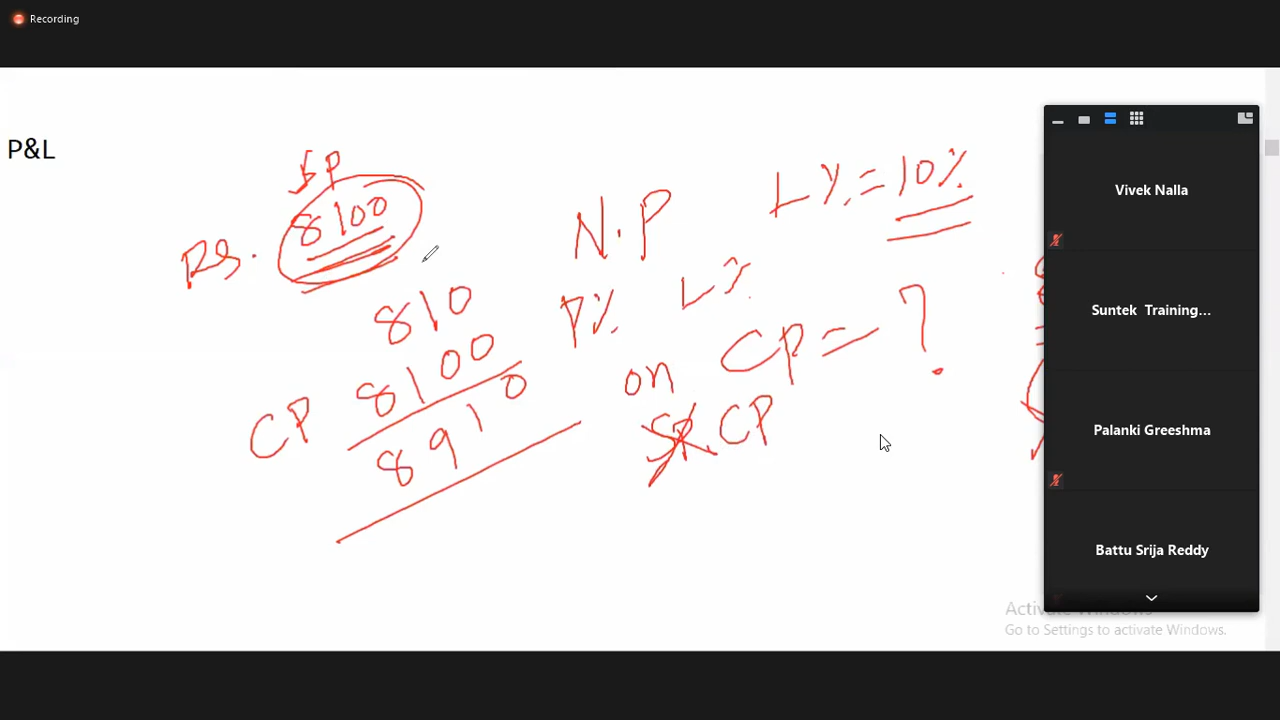 Recording
P&L
SP
RS. 8100
N.P
L%=10%
810
P% L%
8100
on CP = ?
CP
8910
SP. CP
Vivek Nalla
Suntek Training...
Palanki Greeshma
Battu Srija Reddy
Activate Windows
Go to Settings to activate Windows.